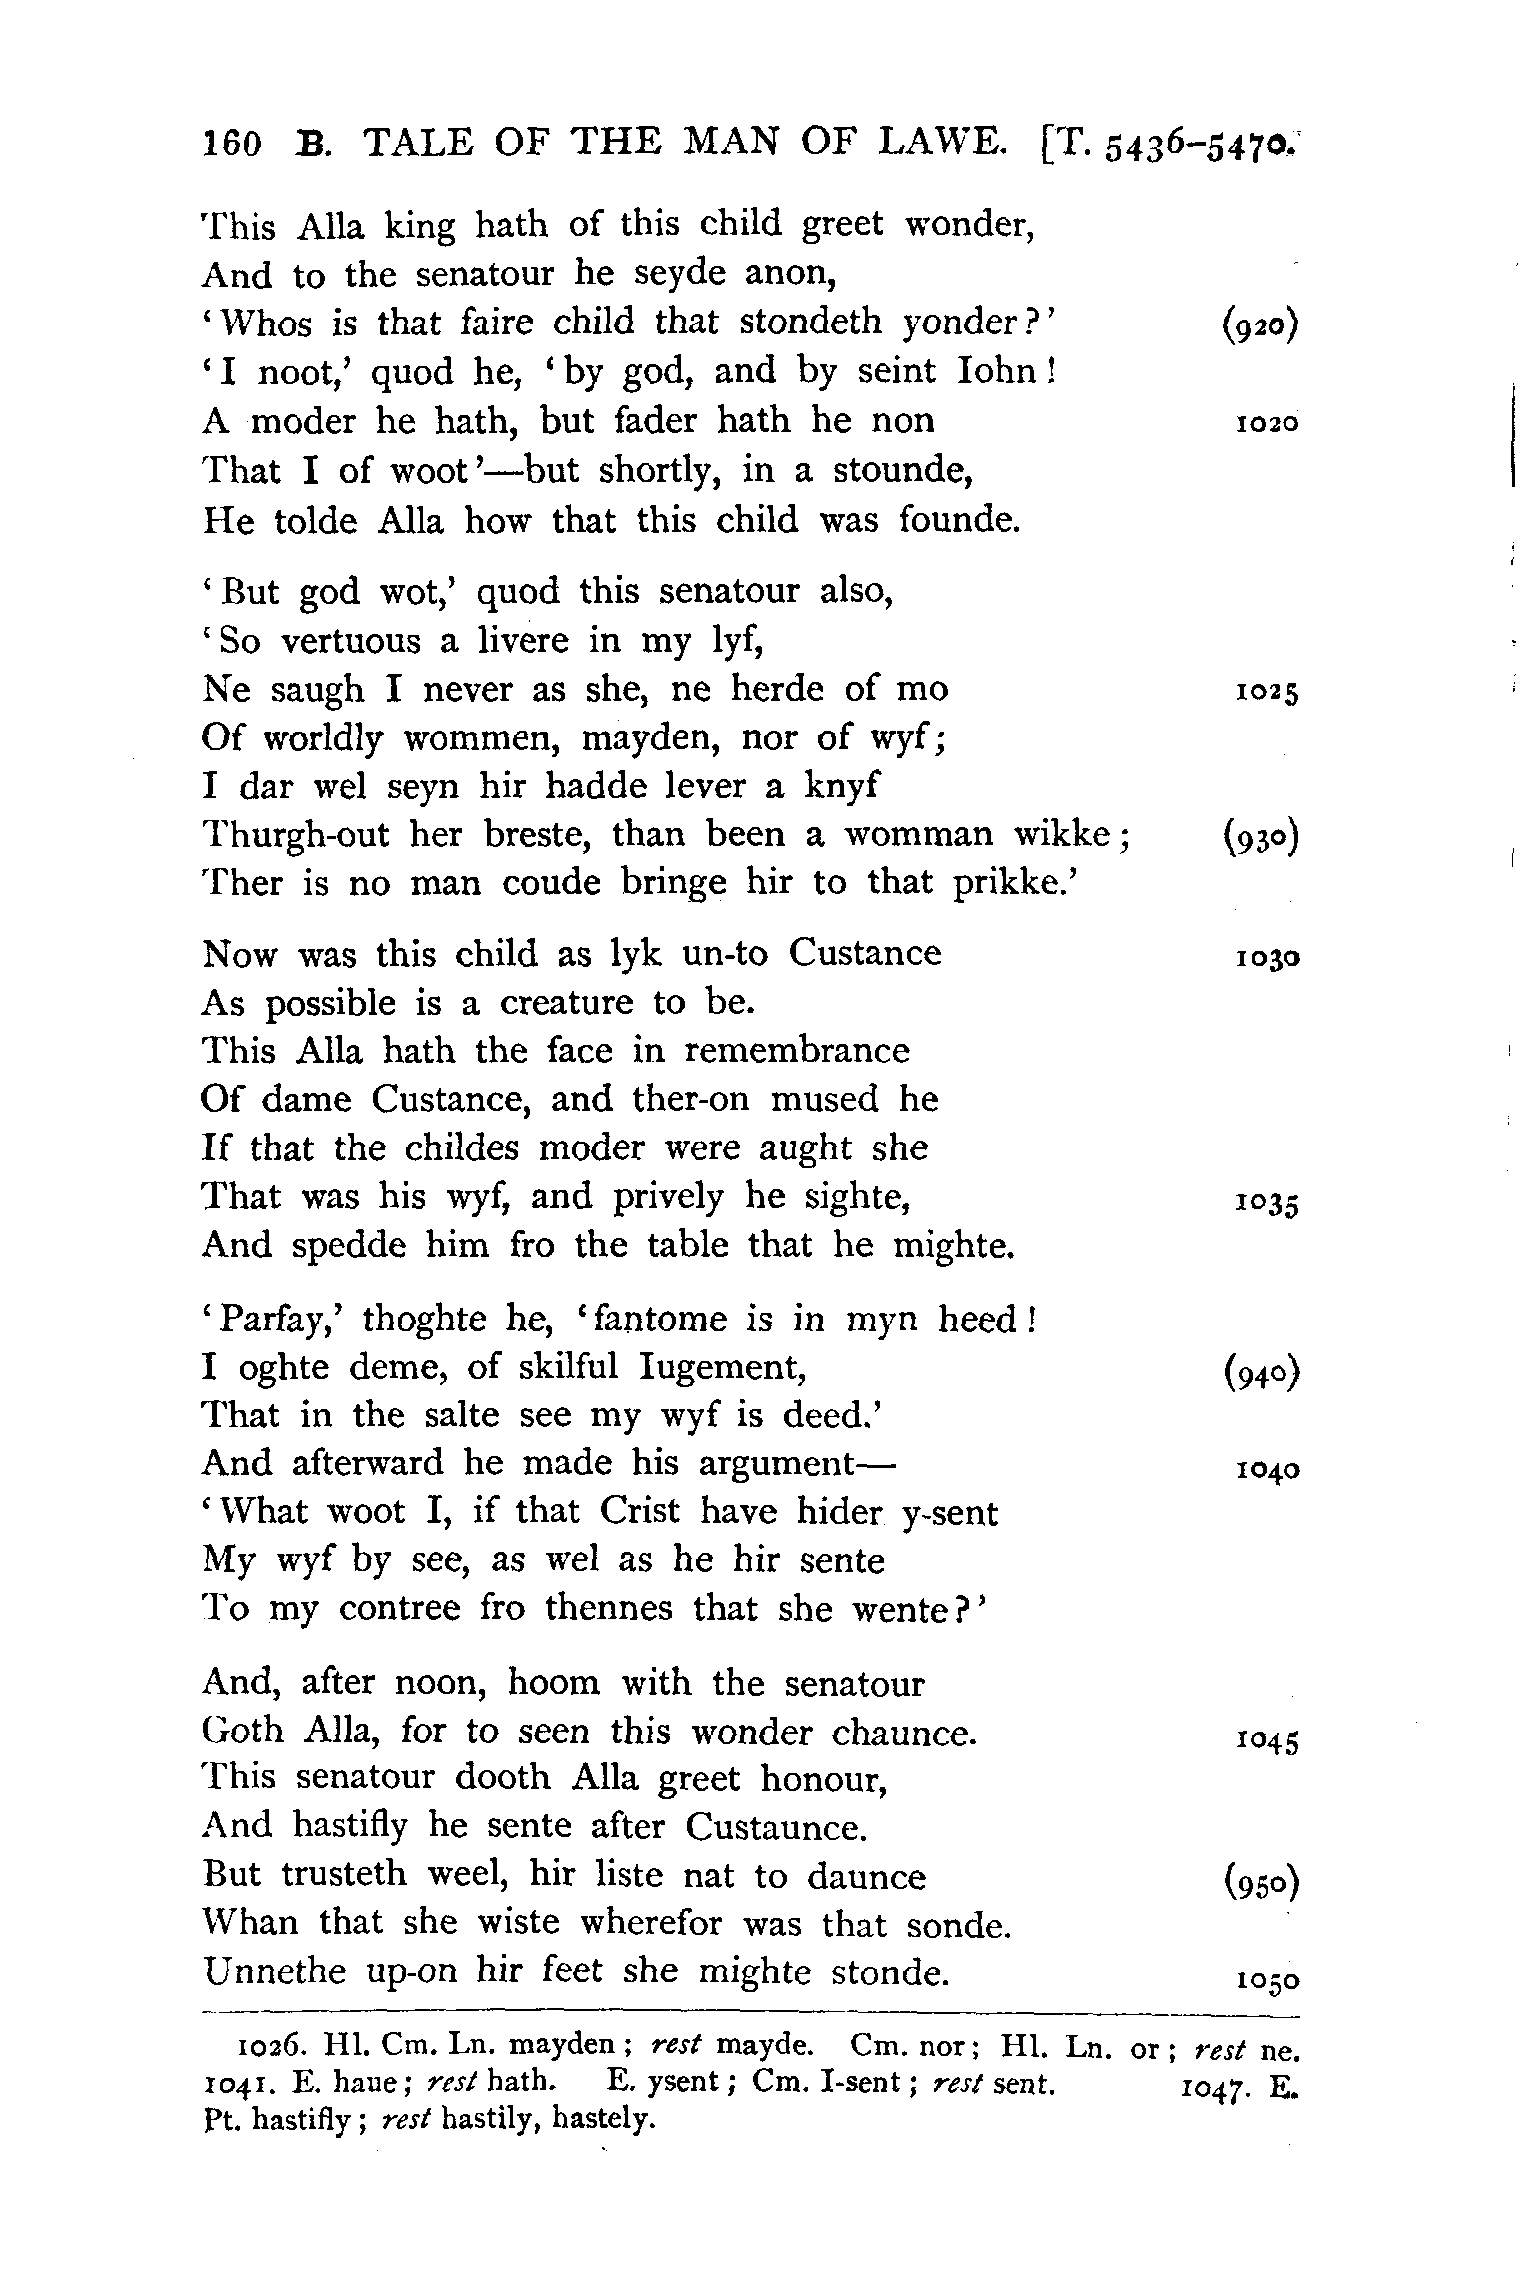 160 B. TALE OF THE MAN OF LAWE. [T. 5436–5470.
This Alla king hath of this child greet wonder,
And to the senatour he seyde anon,
‘Whos is that faire child that stondeth yonder?’ (920)
‘I noot,’ quod he, ‘by god, and by seint Iohn!
A moder he hath, but fader hath he non 1020
That I of woot’—but shortly, in a stounde,
He tolde Alla how that this child was founde.
‘But god wot,’ quod this senatour also,
‘So vertuous a livere in my lyf,
Ne saugh I never as she, ne herde of mo 1025
Of worldly wommen, mayden, nor of wyf;
I dar wel seyn hir hadde lever a knyf
Thurgh-out her breste, than been a womman wikke; (930)
Ther is no man coude bringe hir to that prikke.’
Now was this child as lyk un-to Custance 1030
As possible is a creature to be.
This Alla hath the face in remembrance
Of dame Custance, and ther-on mused he
If that the childes moder were aught she
That was his wyf, and prively he sighte, 1035
And spedde him fro the table that he mighte.
‘Parfay,’ thoghte he, ‘fantome is in myn heed!
I oghte deme, of skilful Iugement, (940)
That in the salte see my wyf is deed.’
And afterward he made his argument— 1040
‘What woot I, if that Crist have hider y-sent
My wyf by see, as wel as he hir sente
To my contree fro thennes that she wente?’
And, after noon, hoom with the senatour
Goth Alla, for to seen this wonder chaunce. 1045
This senatour dooth Alla greet honour,
And hastifly he sente after Custaunce.
But trusteth weel, hir liste nat to daunce (950)
Whan that she wiste wherefor was that sonde.
Unnethe up-on hir feet she mighte stonde. 1050
1026. Hl. Cm. Ln. mayden; rest mayde. Cm. nor; Hl. Ln. or; rest ne.
1041. E. haue; rest hath. E. ysent; Cm. I-sent; rest sent. 1047. E.
Pt. hastifly; rest hastily, hastely.